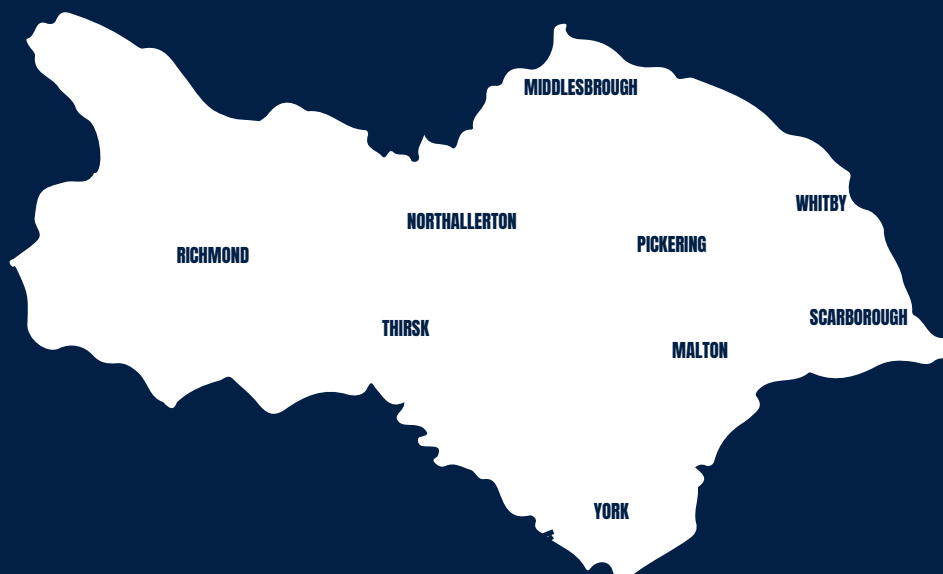 MIDDLESBROUGH
WHITBY
NORTHALLERTON
PICKERING
RICHMOND
SCARBOROUGH
THIRSK
MALTON
YORK